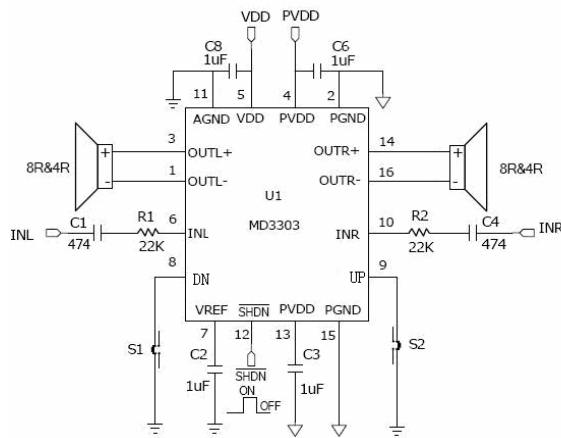 VDD PVDD
C8 C6
1uF 1uF
11 5 4 2
AGND VDD PVDD PGND
3 14
+ OUTL+ OUTR+ +
8R&4R 8R&4R
1 16
- OUTL- OUTR- -
U1
C1 R1 6 MD3303 10 R2 C4
INL INL INR INR
474 22K 22K 474
8 9
DN UP
VREF SHDN PVDD PGND
7 12 13 15
S1 S2
C2 C3
SHDN
1uF ON 1uF
OFF